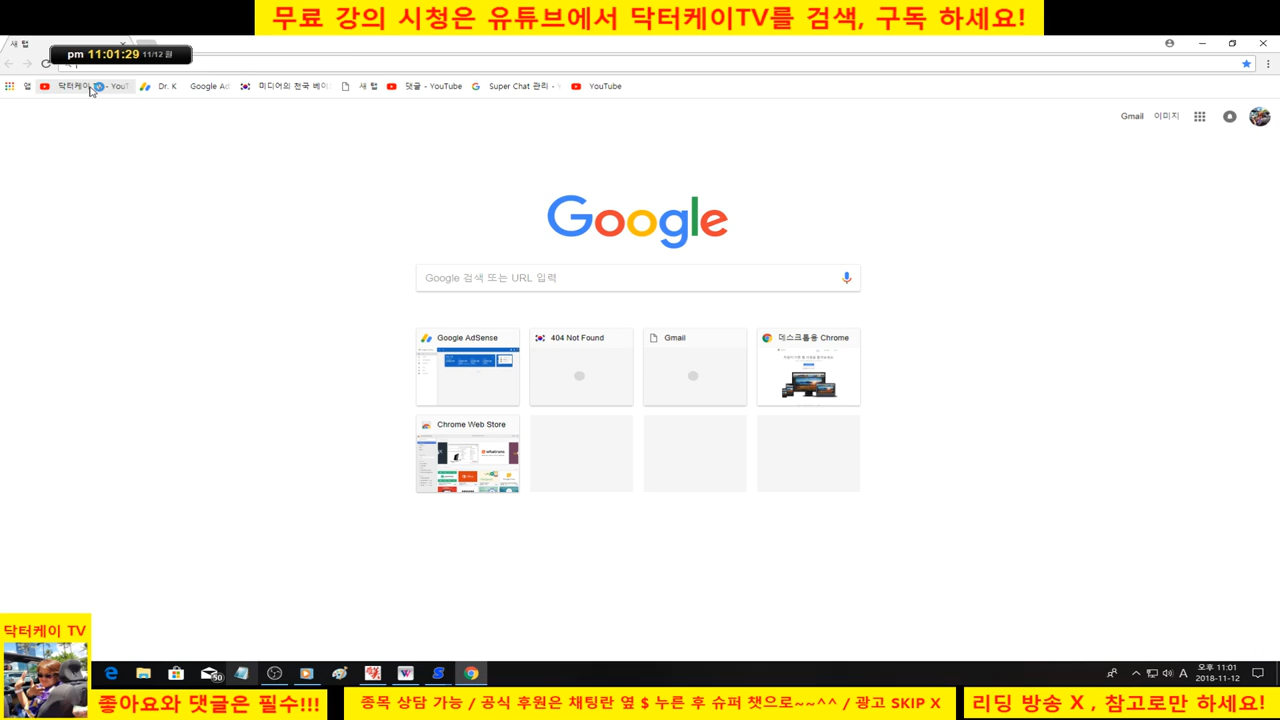 무료 강의 시청은 유튜브에서 닥터케이TV를 검색, 구독 하세요!
새 탭
pm 11:01:29 11/12 월
앱 닥터케이 - YouT Dr. K Google Ad 미디어의 천국 베이 새 탭 댓글 - YouTube Super Chat 관리 - YouTube
Gmail 이미지
Google
Google 검색 또는 URL 입력
Google AdSense 404 Not Found Gmail 데스크톱용 Chrome
Chrome Web Store
닥터케이 TV
50
A 오후 11:01
2018-11-12
좋아요와 댓글은 필수!!! 종목 상담 가능 / 공식 후원은 채팅란 옆 $ 누른 후 슈퍼 챗으로~~^^ / 광고 SKIP X 리딩 방송 X , 참고로만 하세요!